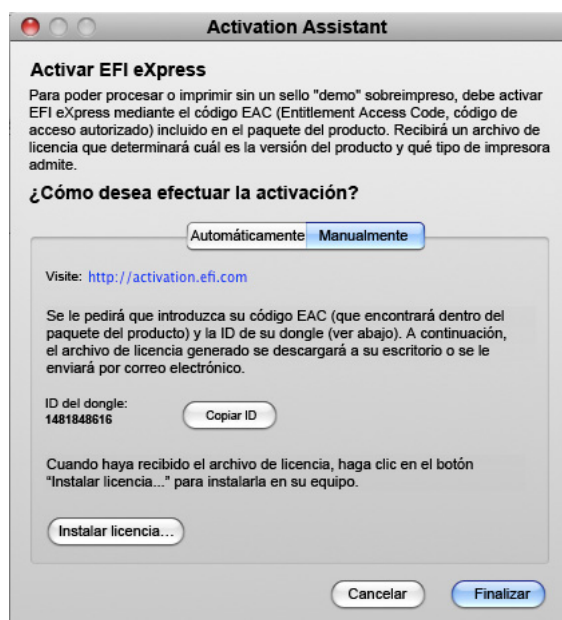 Activation Assistant
Activar EFI eXpress
Para poder procesar o imprimir sin un sello "demo" sobreimpreso, debe activar
EFI eXpress mediante el código EAC (Entitlement Access Code, código de
acceso autorizado) incluido en el paquete del producto. Recibirá un archivo de
licencia que determinará cuál es la versión del producto y qué tipo de impresora
admite.
¿Cómo desea efectuar la activación?
Automáticamente Manualmente
Visite: http://activation.efi.com
Se le pedirá que introduzca su código EAC (que encontrará dentro del
paquete del producto) y la ID de su dongle (ver abajo). A continuación,
el archivo de licencia generado se descargará a su escritorio o se le
enviará por correo electrónico.
ID del dongle:
1481848616
Copiar ID
Cuando haya recibido el archivo de licencia, haga clic en el botón
“Instalar licencia...” para instalarla en su equipo.
Instalar licencia...
Cancelar Finalizar